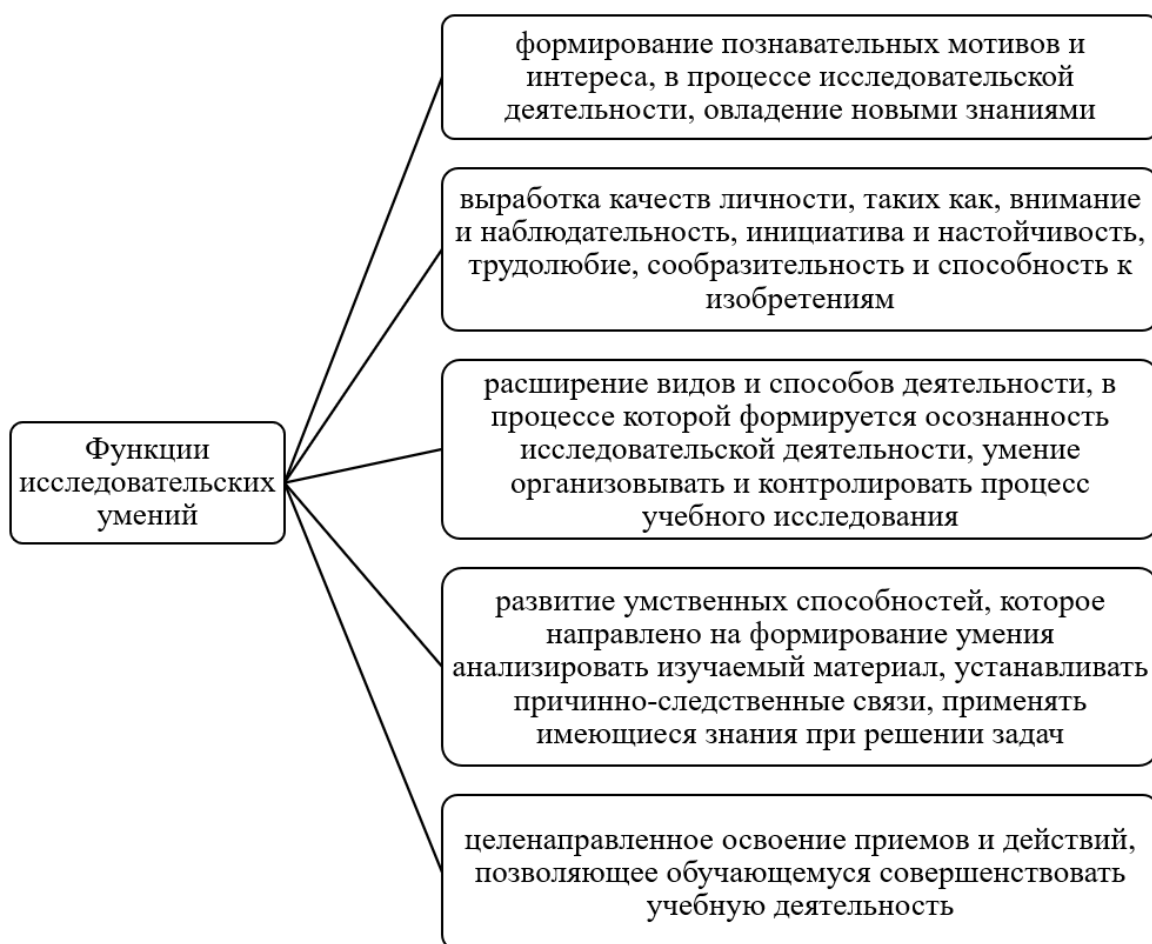 формирование познавательных мотивов и
интереса, в процессе исследовательской
деятельности, овладение новыми знаниями
выработка качеств личности, таких как, внимание
и наблюдательность, инициатива и настойчивость,
трудолюбие, сообразительность и способность к
изобретениям
Функции
исследовательских
умений
расширение видов и способов деятельности, в
процессе которой формируется осознанность
исследовательской деятельности, умение
организовывать и контролировать процесс
учебного исследования
развитие умственных способностей, которое
направлено на формирование умения
анализировать изучаемый материал, устанавливать
причинно-следственные связи, применять
имеющиеся знания при решении задач
целенаправленное освоение приемов и действий,
позволяющее обучающемуся совершенствовать
учебную деятельность